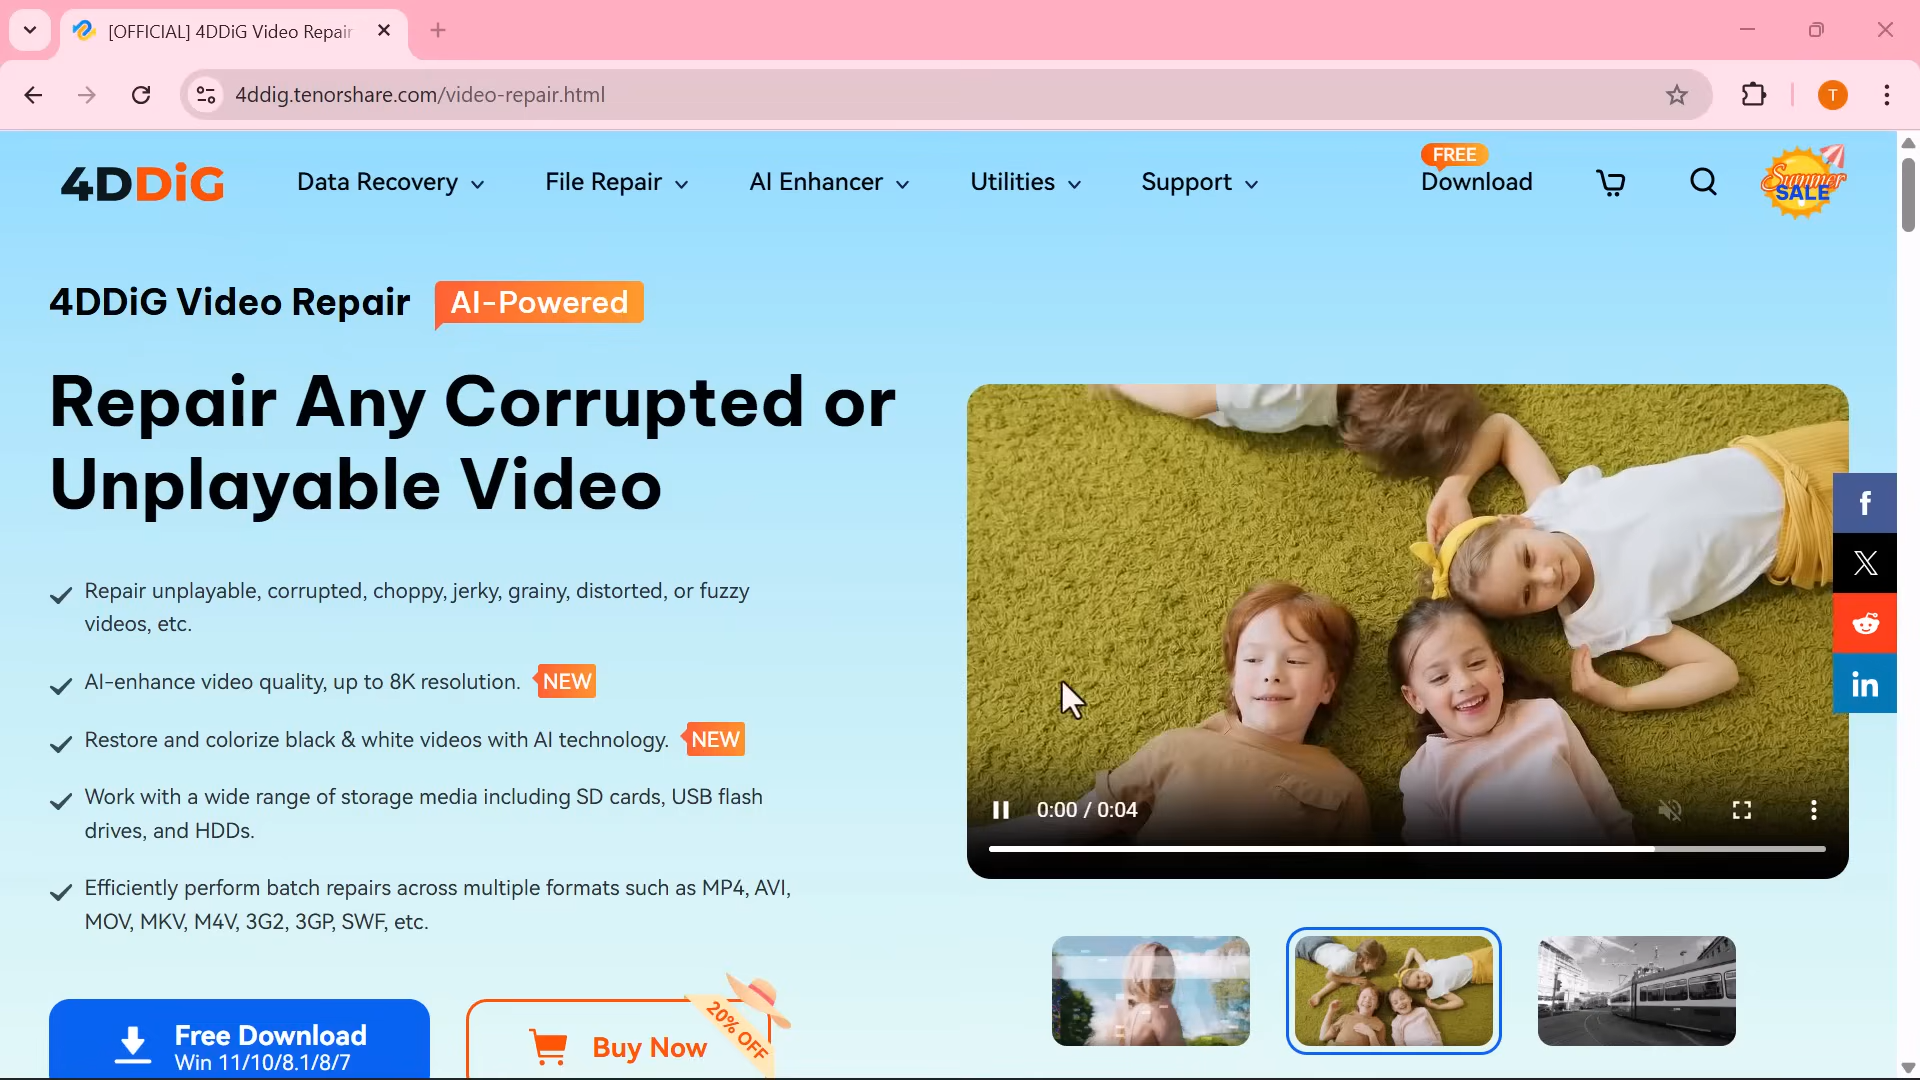 [OFFICIAL] 4DDiG Video Repair
4ddig.tenorshare.com/video-repair.html
T
4DDiG
Data Recovery
File Repair
AI Enhancer
Utilities
Support
FREE
Download
Summer
SALE
4DDiG Video Repair
AI-Powered
Repair Any Corrupted or
Unplayable Video
Repair unplayable, corrupted, choppy, jerky, grainy, distorted, or fuzzy
videos, etc.
AI-enhance video quality, up to 8K resolution.
NEW
Restore and colorize black & white videos with AI technology.
NEW
Work with a wide range of storage media including SD cards, USB flash
drives, and HDDs.
Efficiently perform batch repairs across multiple formats such as MP4, AVI,
MOV, MKV, M4V, 3G2, 3GP, SWF, etc.
Free Download
Win 11/10/8.1/8/7
Buy Now
20% OFF
0:00 / 0:04
f
X
in